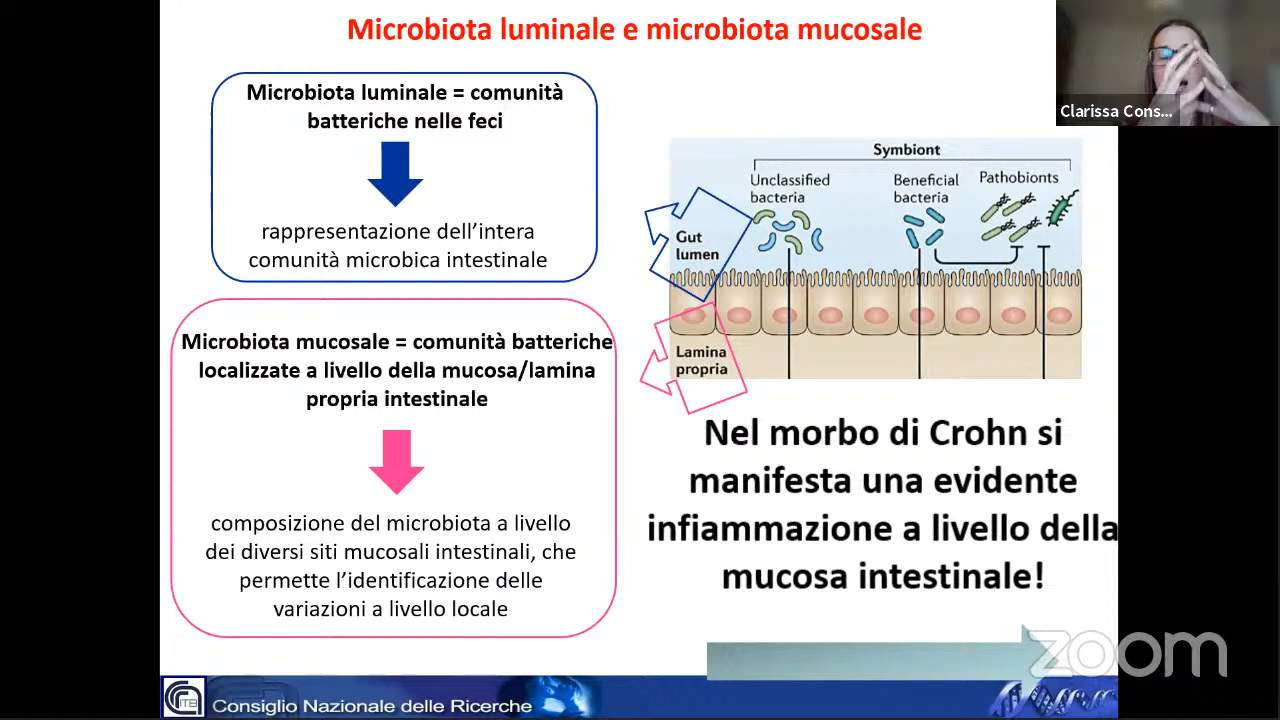 Microbiota luminale e microbiota mucosale
Microbiota luminale = comunità
batteriche nelle feci
rappresentazione dell’intera
comunità microbica intestinale
Microbiota mucosale = comunità batteriche
localizzate a livello della mucosa/lamina
propria intestinale
composizione del microbiota a livello
dei diversi siti mucosali intestinali, che
permette l’identificazione delle
variazioni a livello locale
Clarissa Cons...
Symbiont
Unclassified
bacteria
Beneficial
bacteria
Pathobionts
Gut
lumen
Lamina
propria
Nel morbo di Crohn si
manifesta una evidente
infiammazione a livello della
mucosa intestinale!
zoom
ITB
Consiglio Nazionale delle Ricerche